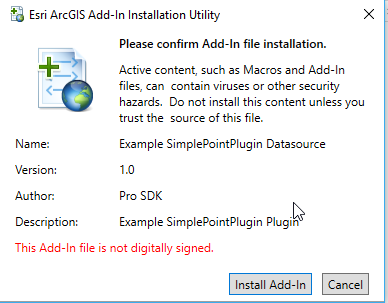 Esri ArcGIS Add-In Installation Utility
Please confirm Add-In file installation.
Active content, such as Macros and Add-In
files, can  contain viruses or other security
hazards.  Do not install this content unless you
trust the  source of this file.
Name: Example SimplePointPlugin Datasource
Version: 1.0
Author: Pro SDK
Description: Example SimplePointPlugin Plugin
This Add-In file is not digitally signed.
Install Add-In Cancel